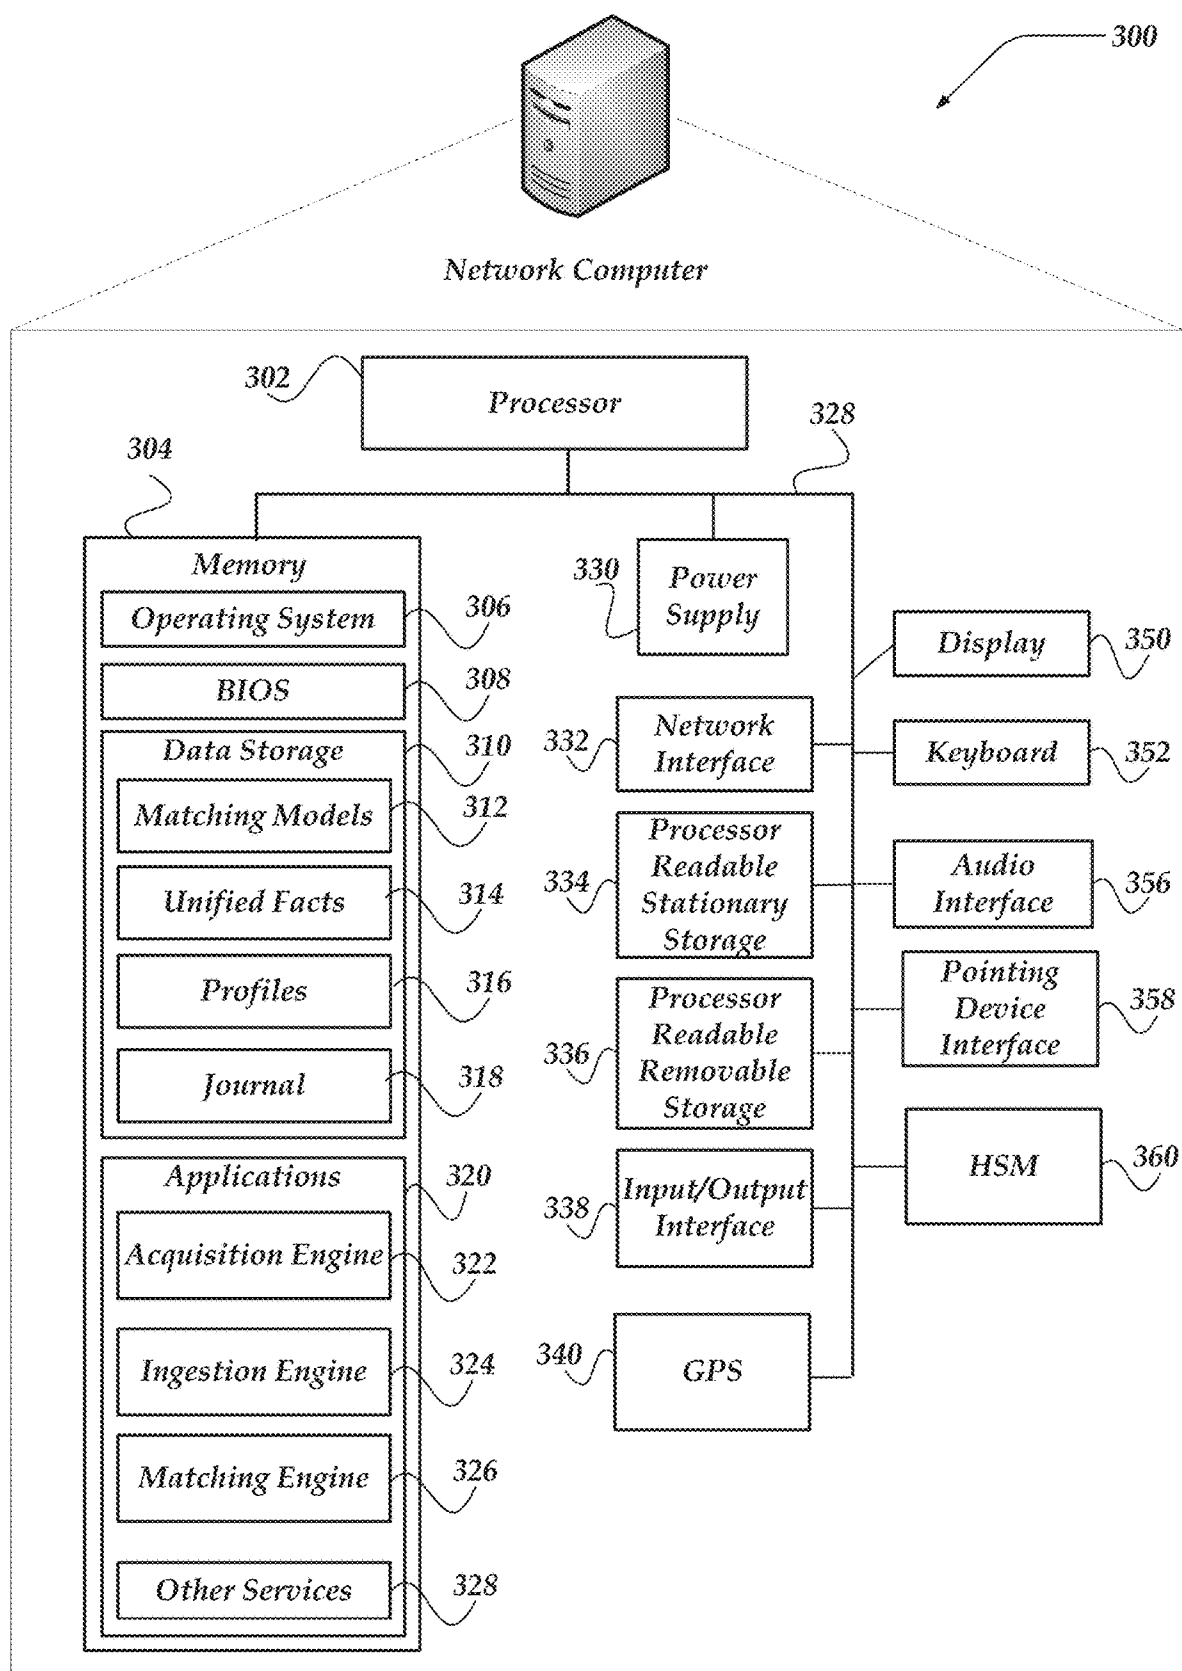 300
Network Computer
302
Processor
328
304
Memory
Operating System
306
BIOS
308
Data Storage
310
Matching Models
312
Unified Facts
314
Profiles
316
Journal
318
Applications
320
Acquisition Engine
322
Ingestion Engine
324
Matching Engine
326
Other Services
328
330
Power
Supply
332
Network
Interface
334
Processor
Readable
Stationary
Storage
336
Processor
Readable
Removable
Storage
338
Input/Output
Interface
340
GPS
Display
350
Keyboard
352
Audio
Interface
356
Pointing
Device
Interface
358
HSM
360